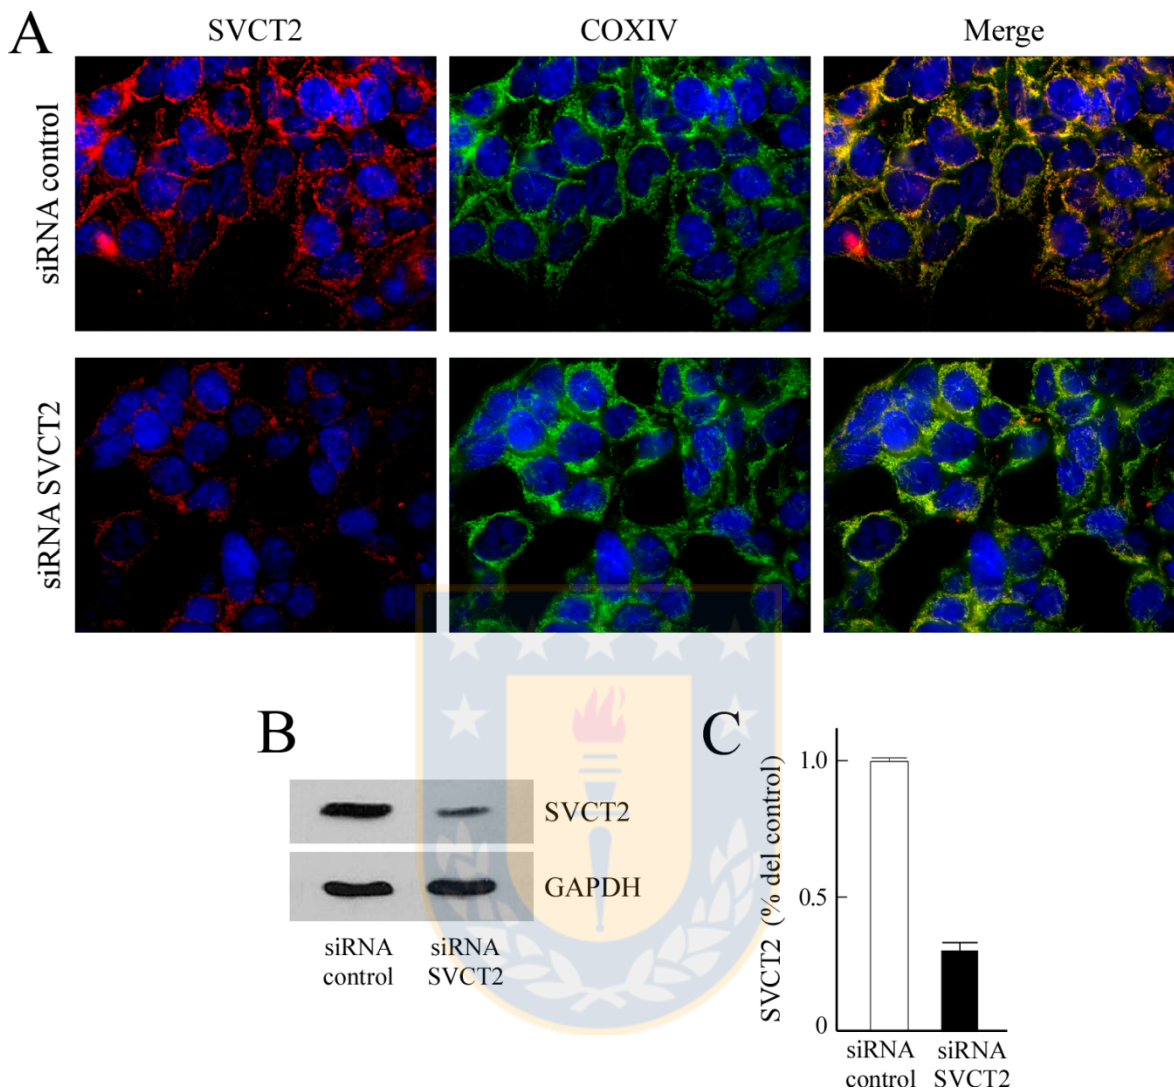 A
SVCT2
COXIV
Merge
siRNA control
siRNA SVCT2
B
SVCT2
GAPDH
siRNA
control
siRNA
SVCT2
C
SVCT2 (% del control)
1.0
0.5
0
siRNA
control
siRNA
SVCT2